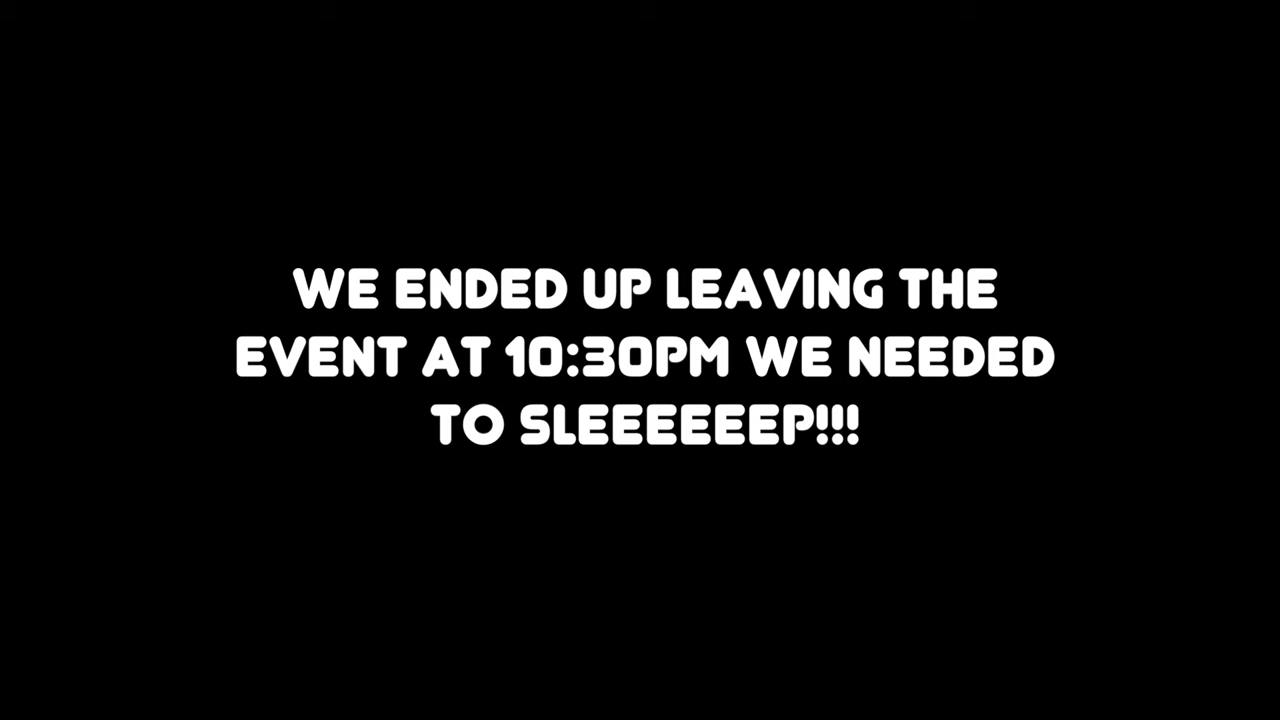 WE ENDED UP LEAVING THE
EVENT AT 10:30PM WE NEEDED
TO SLEEEEEEP!!!